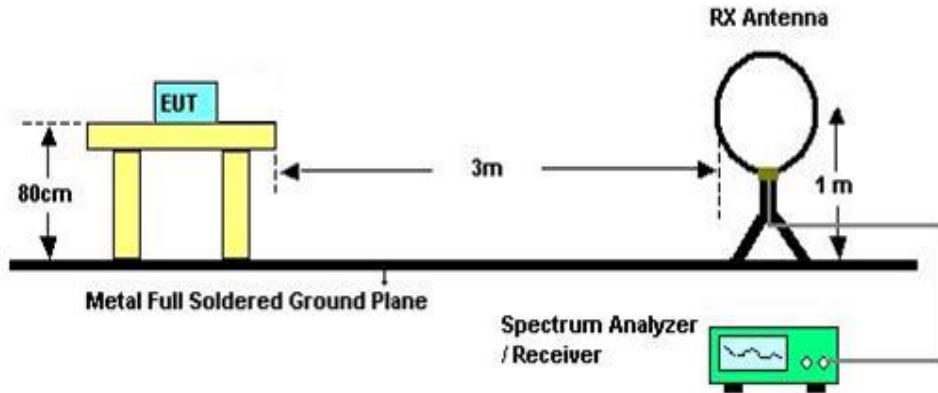 RX Antenna
EUT
3m
80cm
1 m
Metal Full Soldered Ground Plane
Spectrum Analyzer
/ Receiver